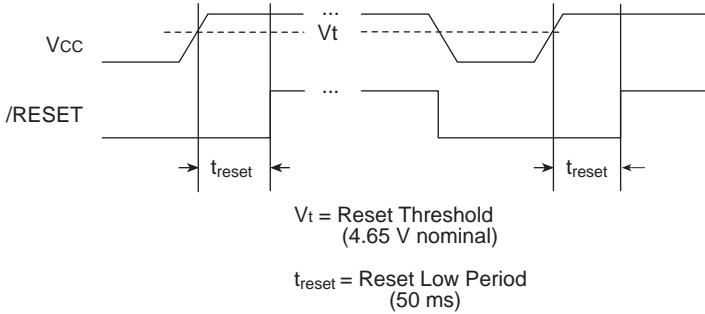 ...
Vt
VCC
...
/RESET
treset
treset
Vt = Reset Threshold
(4.65 V nominal)
treset = Reset Low Period
(50 ms)